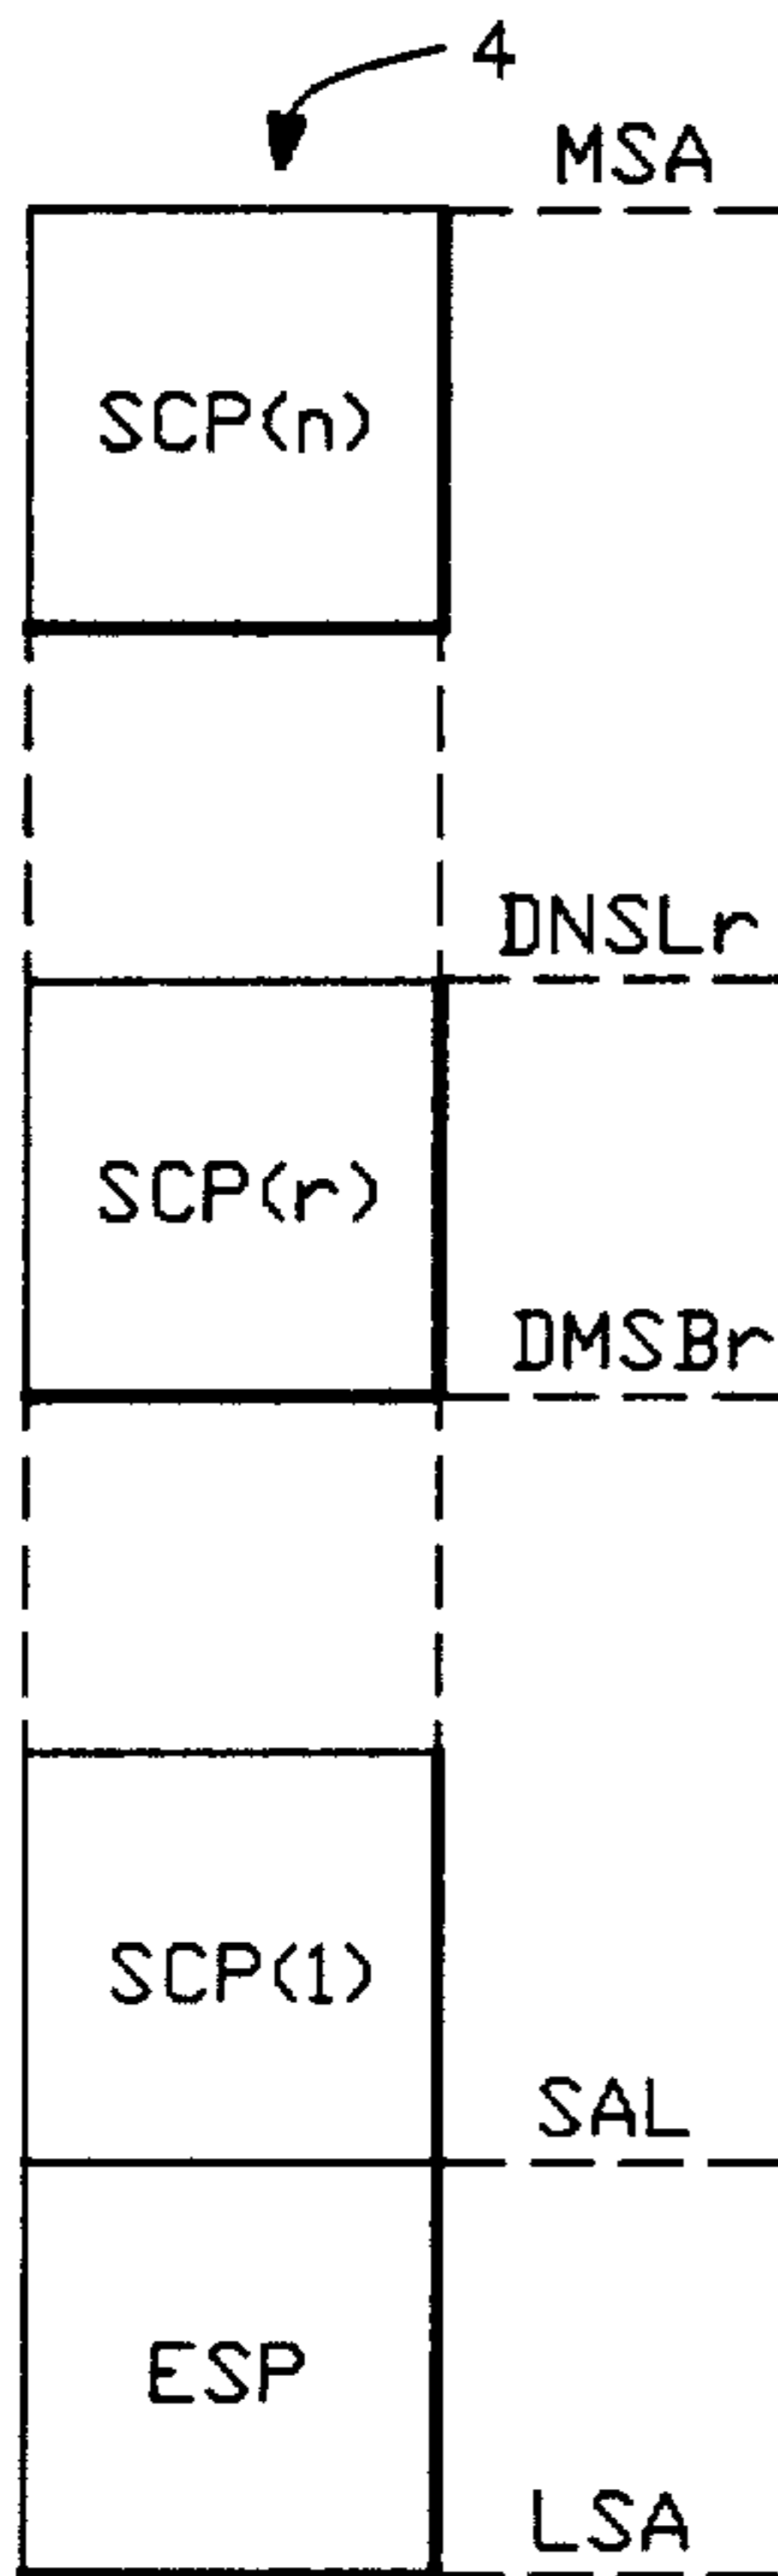 4
MSA
SCP(n)
DNSLr
SCP(r)
DMSBr
SCP(1)
SAL
ESP
LSA